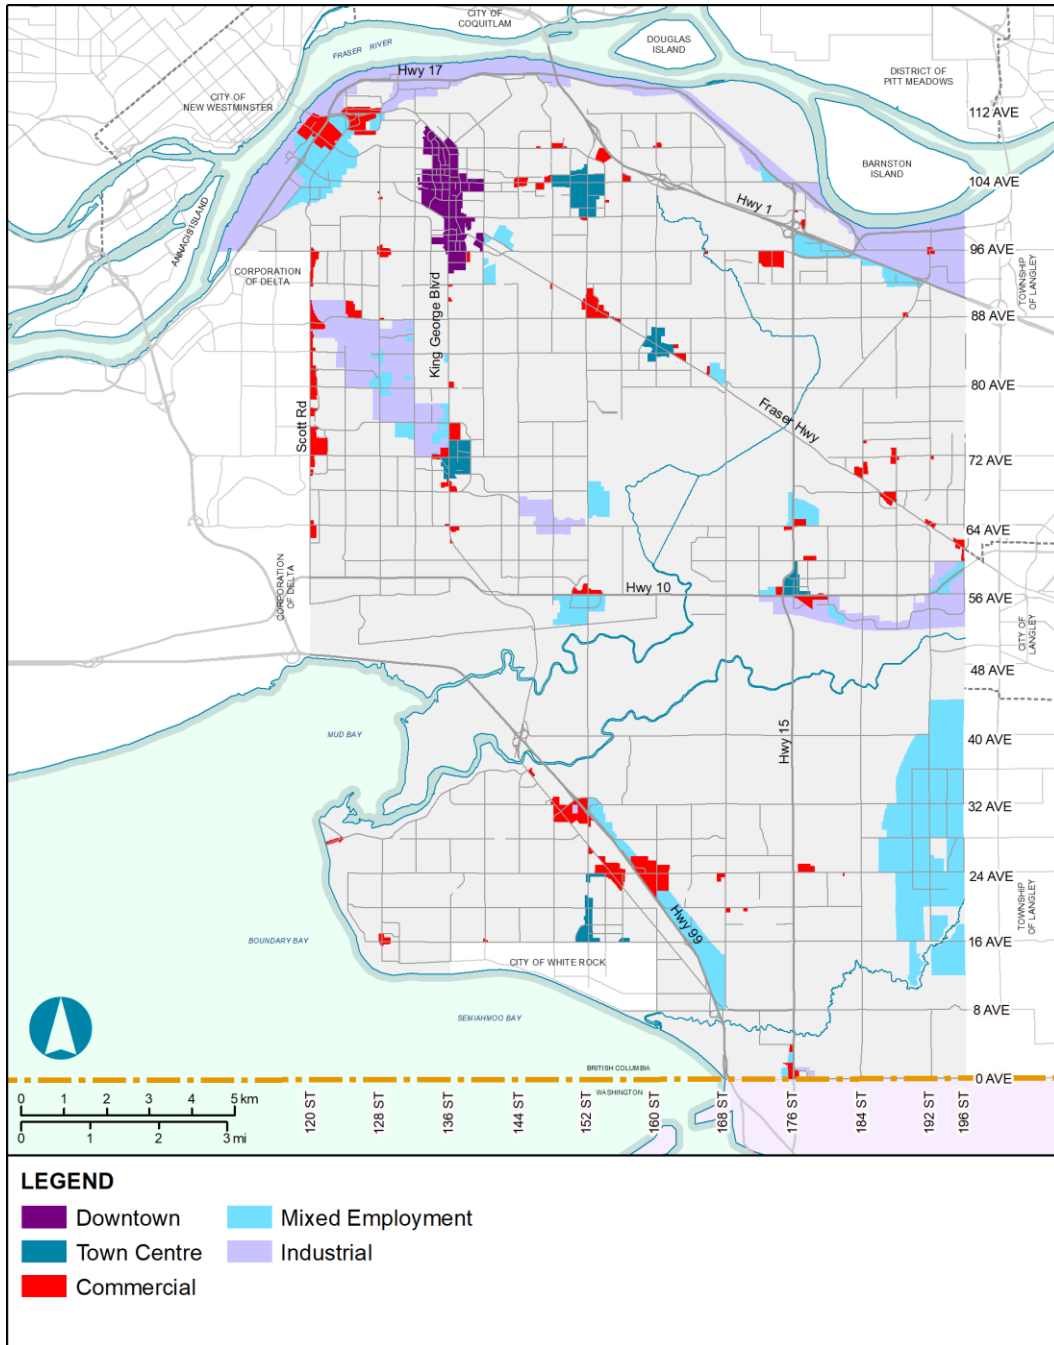 CITY OF
COQUITLAM
DOUGLAS
ISLAND
FRASER RIVER
Hwy 17
DISTRICT OF
PITT MEADOWS
CITY OF
NEW WESTMINSTER
112 AVE
BARNSTON
ISLAND
104 AVE
Hwy 1
ANNACIS ISLAND
96 AVE
CORPORATION
OF DELTA
TOWNSHIP
OF LANGLEY
King George Blvd
88 AVE
80 AVE
Fraser Hwy
Scott Rd
72 AVE
64 AVE
CORPORATION
OF DELTA
Hwy 10
56 AVE
CITY OF
LANGLEY
48 AVE
MUD BAY
Hwy 15
40 AVE
32 AVE
24 AVE
TOWNSHIP
OF LANGLEY
Hwy 99
BOUNDARY BAY
16 AVE
CITY OF WHITE ROCK
8 AVE
SEMIAHMOO BAY
BRITISH COLUMBIA
0 AVE
WASHINGTON
0 1 2 3 4 5 km
0 1 2 3 mi
120 ST
128 ST
136 ST
144 ST
152 ST
160 ST
168 ST
176 ST
184 ST
192 ST
196 ST
LEGEND
Downtown
Mixed Employment
Town Centre
Industrial
Commercial